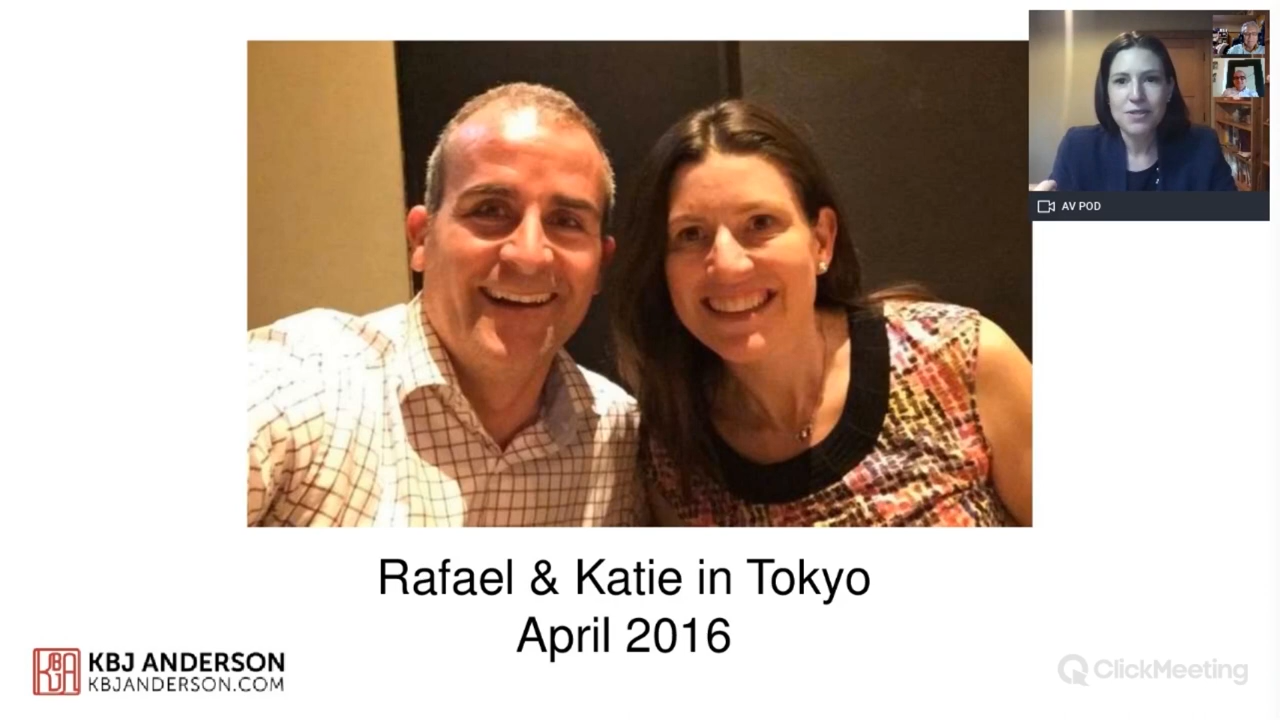 AV POD
Rafael & Katie in Tokyo
April 2016
KBJ ANDERSON
KBJANDERSON.COM
ClickMeeting